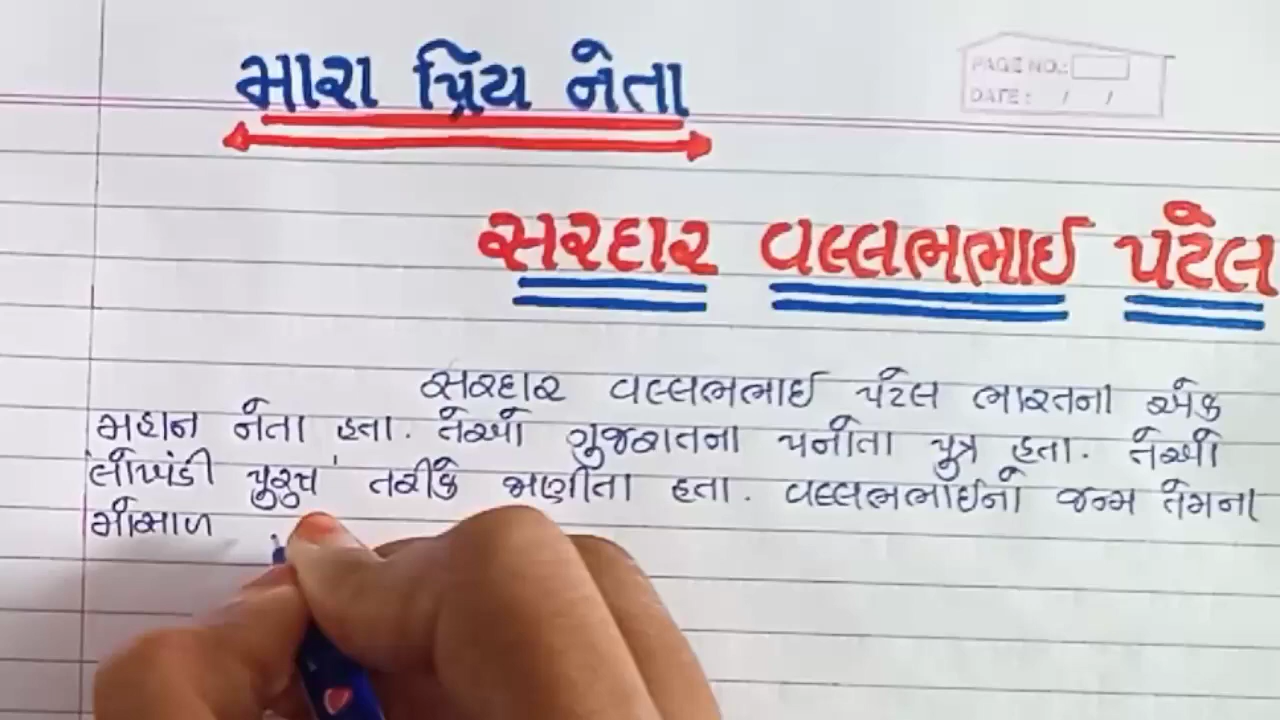 મારા પ્રિય નેતા
PAGE NO.:
DATE: / /
સરદાર વલ્લભભાઈ પટેલ
સરદાર વલ્લભભાઈ પટેલ ભારતના એક
મહાન નેતા હતા. તેઓ ગુજરાતના પનોતા પુત્ર હતા. તેઓ
'લોખંડી પુરુષ' તરીકે જાણીતા હતા. વલ્લભભાઈનો જન્મ તેમના
મોસાળ